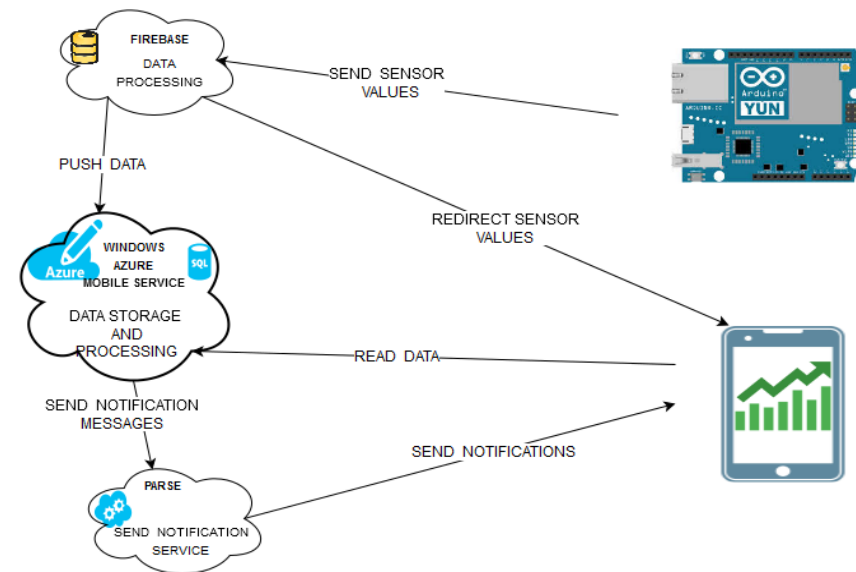 FIREBASE
DATA
PROCESSING
SEND SENSOR
VALUES
Arduino
YUN
PUSH DATA
REDIRECT SENSOR
VALUES
WINDOWS
AZURE
MOBILE SERVICE
Azure
SQL
DATA STORAGE
AND
PROCESSING
READ DATA
SEND NOTIFICATION
MESSAGES
SEND NOTIFICATIONS
PARSE
SEND NOTIFICATION
SERVICE